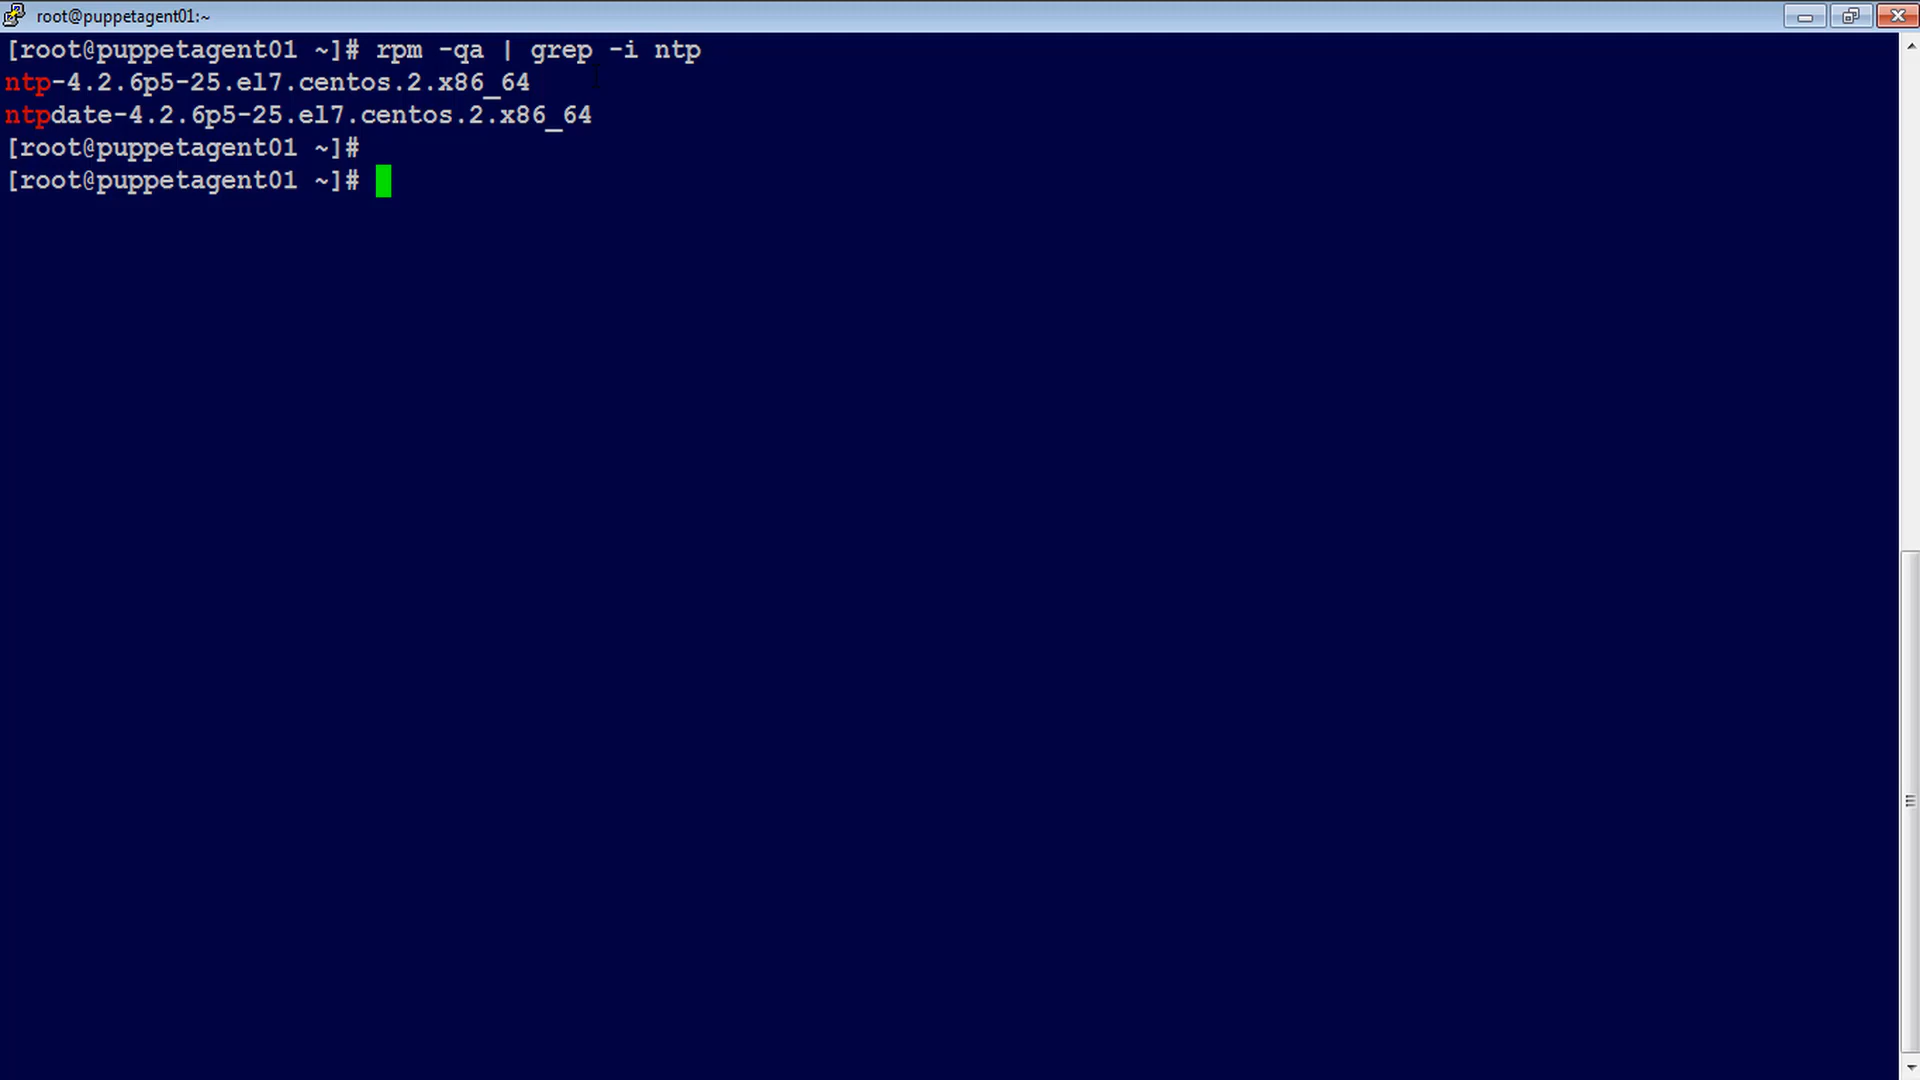 root@puppetagent01:~
[root@puppetagent01 ~]# rpm -qa | grep -i ntp
ntp-4.2.6p5-25.el7.centos.2.x86_64
ntpdate-4.2.6p5-25.el7.centos.2.x86_64
[root@puppetagent01 ~]#
[root@puppetagent01 ~]#